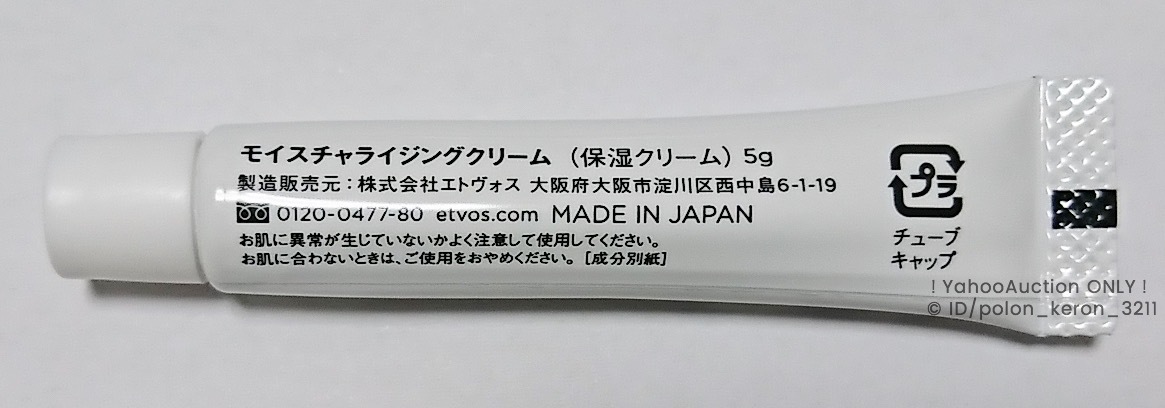 モイスチャライジングクリーム (保湿クリーム) 5g
製造販売元：株式会社エトヴォス 大阪府大阪市淀川区西中島6-1-19
0120-0477-80 etvos.com MADE IN JAPAN
お肌に異常が生じていないかよく注意して使用してください。
お肌に合わないときは、ご使用をおやめください。 [成分別紙]
プラ
チューブ
キャップ
! YahooAuction ONLY !
© ID/polon_keron_3211